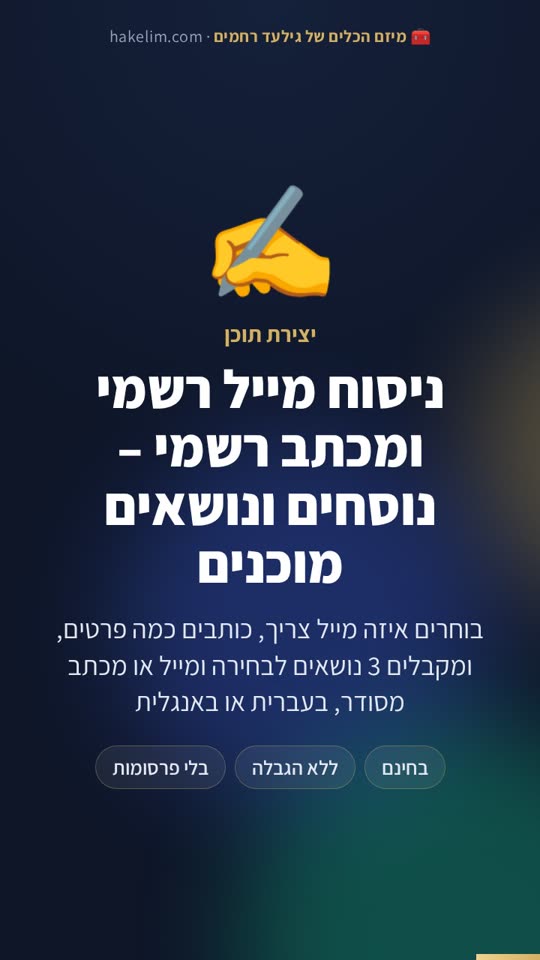 🧰 מיזם הכלים של גילעד רחמים · hakelim.com
יצירת תוכן
ניסוח מייל רשמי
ומכתב רשמי –
נוסחים ונושאים
מוכנים
בוחרים איזה מייל צריך, כותבים כמה פרטים,
ומקבלים 3 נושאים לבחירה ומייל או מכתב
מסודר, בעברית או באנגלית
בחינם
ללא הגבלה
בלי פרסומות